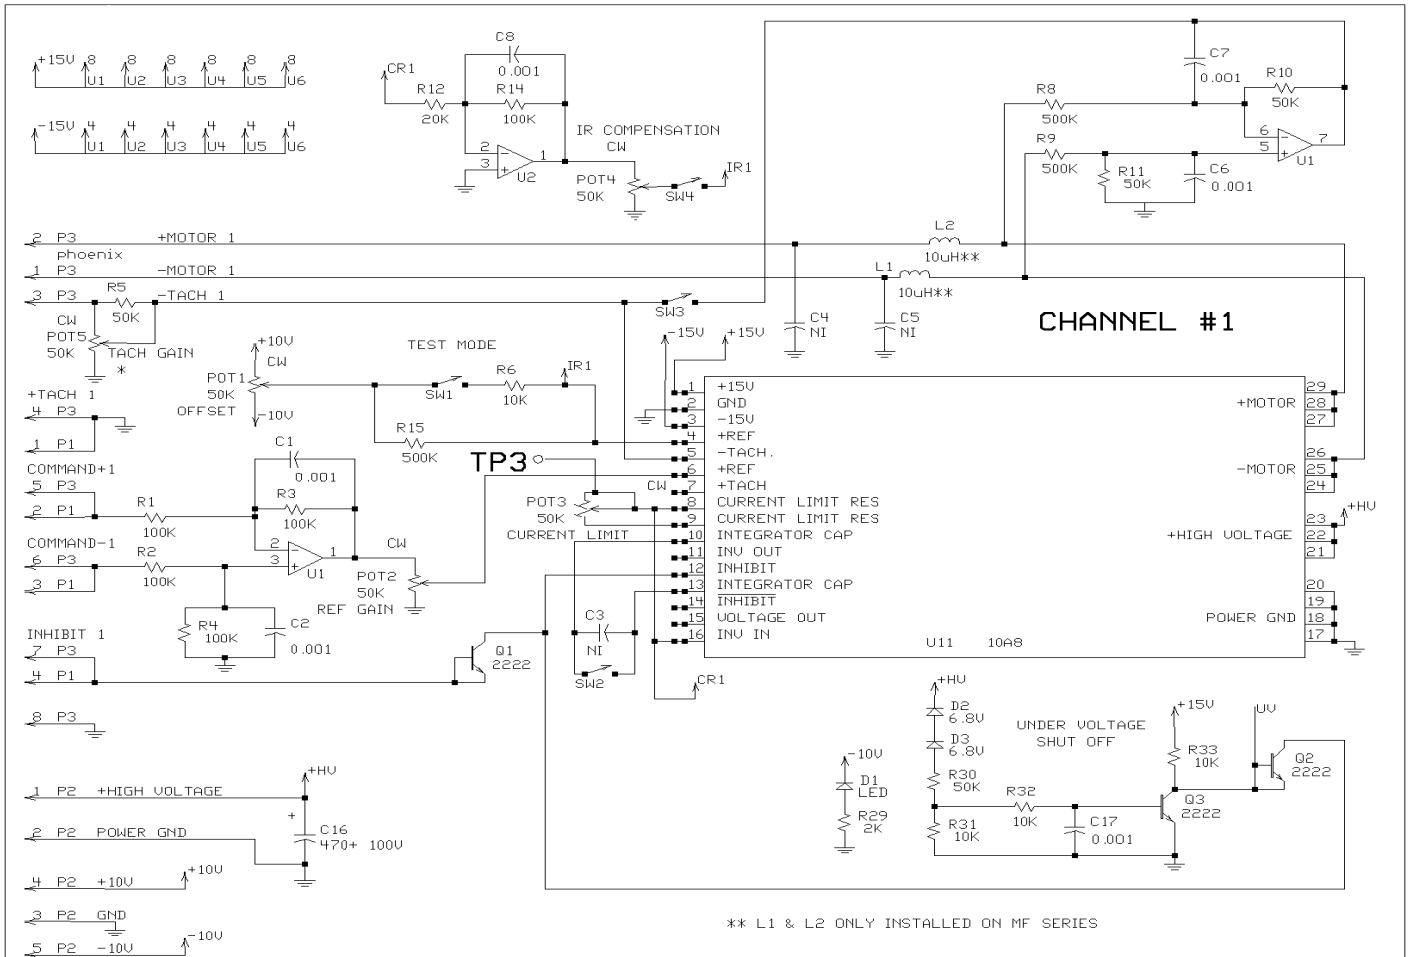 +15V 8 U1 8 U2 8 U3 8 U4 8 U5 8 U6
-15V 4 U1 4 U2 4 U3 4 U4 4 U5 4 U6
CR1
R12
20K
C8
0.001
R14
100K
2
3
1
U2
IR COMPENSATION
CW
POT4
50K
SW4
IR1
C7
0.001
R10
50K
R8
500K
R9
500K
R11
50K
C6
0.001
6
5
7
U1
2 P3 +MOTOR 1
phoenix
1 P3 -MOTOR 1
3 P3
R5
50K
-TACH 1
CW
POT5
50K
TACH GAIN
*
L2
10uH**
L1
10uH**
SW3
C4
NI
C5
NI
CHANNEL #1
+TACH 1
4 P3
1 P1
+10V
CW
POT1
50K
OFFSET
-10V
TEST MODE
SW1
R6
10K
IR1
R15
500K
-15V
+15V
COMMAND+1
5 P3
2 P1
R1
100K
C1
0.001
R3
100K
COMMAND-1
6 P3
3 P1
R2
100K
2
3
1
U1
CW
POT2
50K
REF GAIN
R4
100K
C2
0.001
TP3
CW
POT3
50K
CURRENT LIMIT
1 +15V
2 GND
3 -15V
4 +REF
5 -TACH.
6 +REF
7 +TACH
8 CURRENT LIMIT RES
9 CURRENT LIMIT RES
10 INTEGRATOR CAP
11 INV OUT
12 INHIBIT
13 INTEGRATOR CAP
14 INHIBIT
15 VOLTAGE OUT
16 INV IN
29
+MOTOR 28
27
26
-MOTOR 25
24
+HV
23
+HIGH VOLTAGE 22
21
20
19
POWER GND 18
17
U11 10A8
C3
NI
SW2
CR1
INHIBIT 1
7 P3
4 P1
Q1
2222
8 P3
+HV
1 P2 +HIGH VOLTAGE
+
C16
470+ 100V
2 P2 POWER GND
4 P2 +10V
+10V
3 P2 GND
5 P2 -10V
-10V
-10V
D1
LED
R29
2K
+HV
D2
6.8V
D3
6.8V
R30
50K
R31
10K
R32
10K
C17
0.001
UNDER VOLTAGE
SHUT OFF
+15V
R33
10K
UV
Q2
2222
Q3
2222
** L1 & L2 ONLY INSTALLED ON MF SERIES